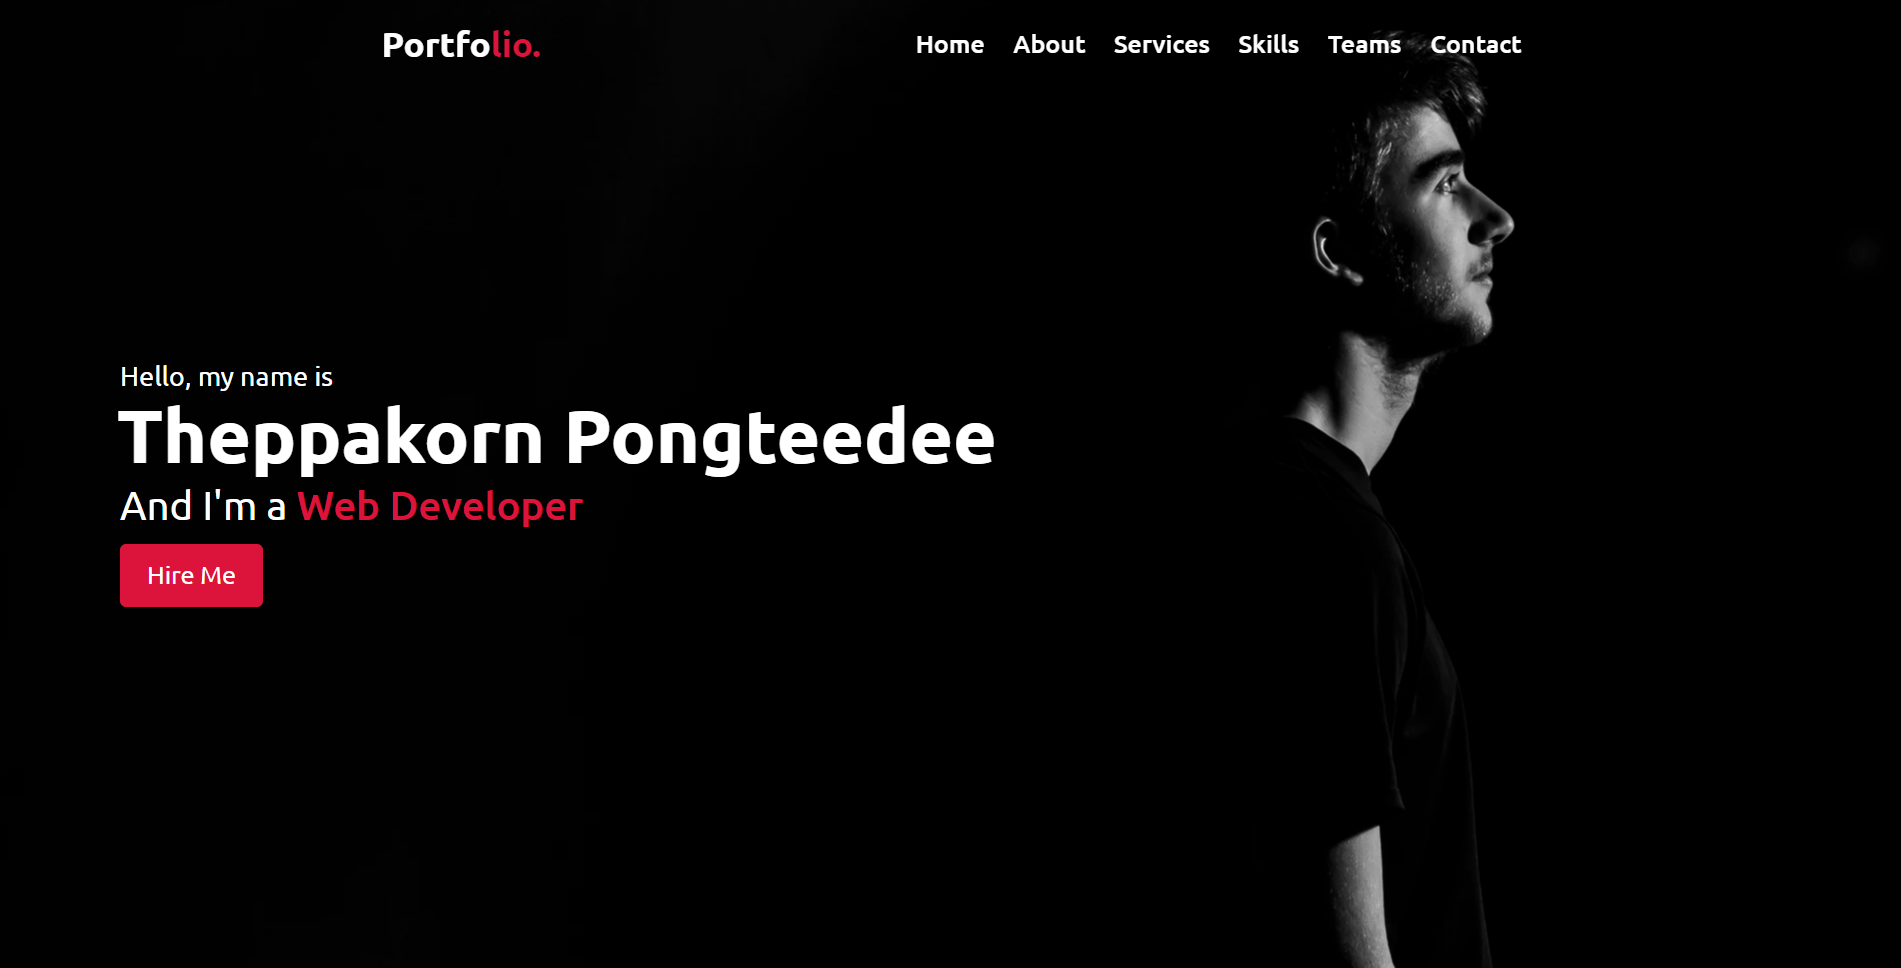 Portfolio.
Home About Services Skills Teams Contact
Hello, my name is
Theppakorn Pongteedee
And I'm a Web Developer
Hire Me